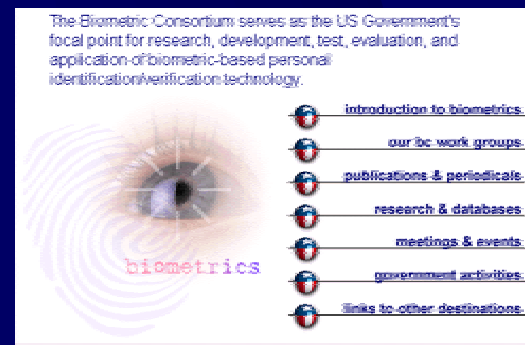 The Biometric Consortium serves as the US Government's
focal point for research, development, test, evaluation, and
application of biometric-based personal
identification/verification technology.
introduction to biometrics
our bc work groups
publications & periodicals
research & databases
meetings & events
biometrics
government activities
links to other destinations